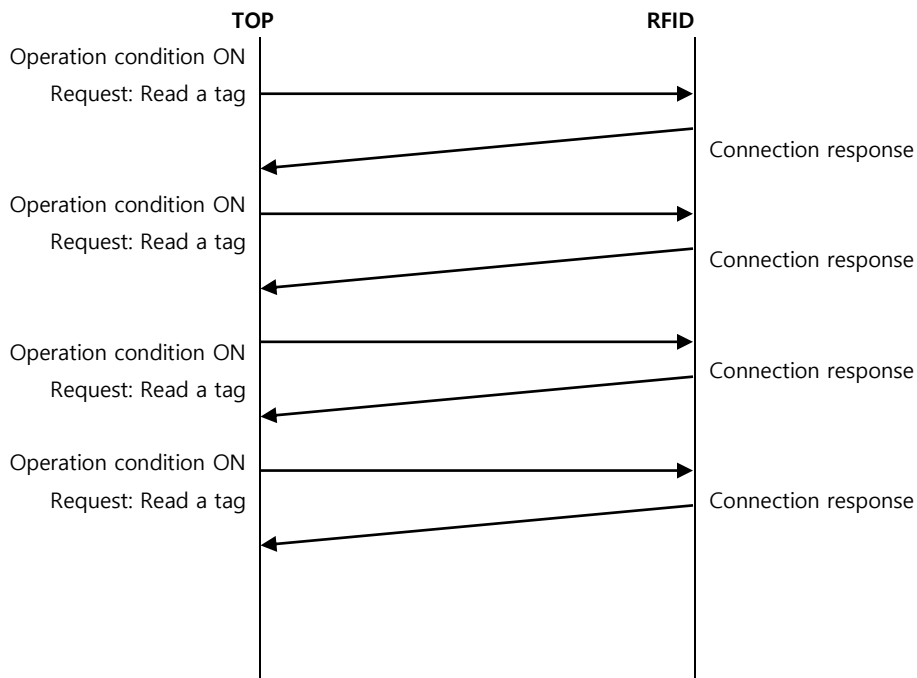 TOP
RFID
Operation condition ON
Request: Read a tag
Connection response
Operation condition ON
Request: Read a tag
Connection response
Operation condition ON
Request: Read a tag
Connection response
Operation condition ON
Request: Read a tag
Connection response